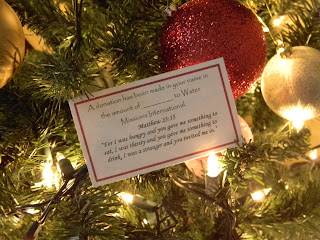 A donation has been made in your name in
the amount of ________ to Water
Missions International.
Matthew 25:35
"For I was hungry and you gave me something to
eat, I was thirsty and you gave me something to
drink, I was a stranger and you invited me in."